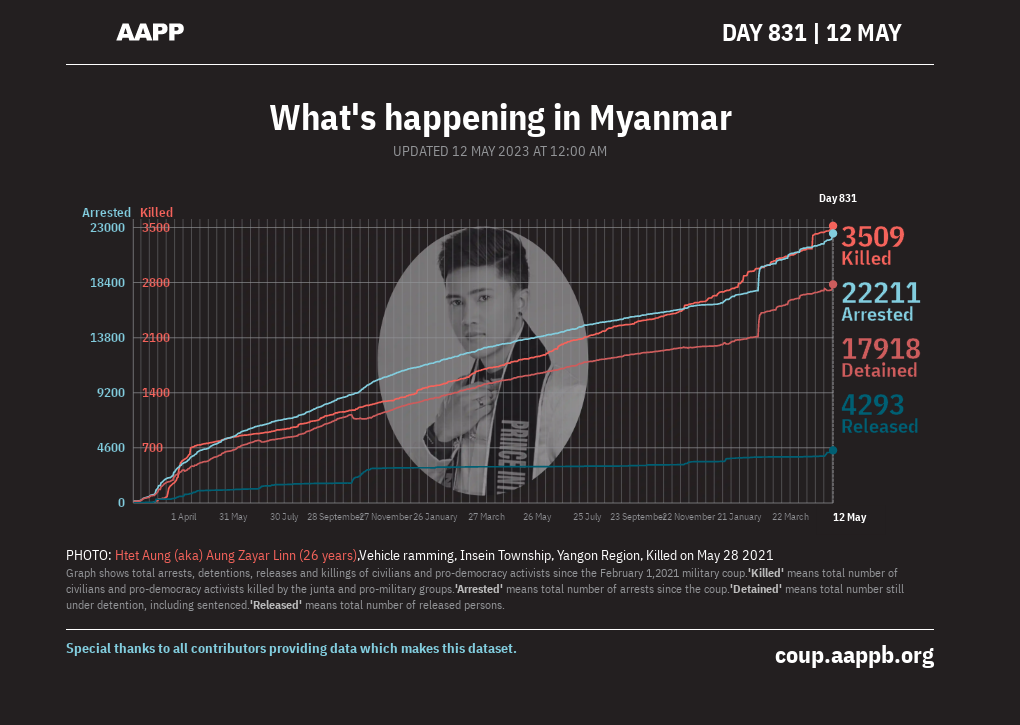 AAPP
DAY 831 | 12 MAY
What's happening in Myanmar
UPDATED 12 MAY 2023 AT 12:00 AM
Day 831
Arrested Killed
23000 3500
18400 2800
13800 2100
9200 1400
4600 700
0
3509
Killed
22211
Arrested
17918
Detained
4293
Released
PRINCE INT.
1 April 31 May 30 July 28 September 27 November 26 January 27 March 26 May 25 July 23 September 22 November 21 January 22 March 12 May
PHOTO: Htet Aung (aka) Aung Zayar Linn (26 years),Vehicle ramming, Insein Township, Yangon Region, Killed on May 28 2021
Graph shows total arrests, detentions, releases and killings of civilians and pro-democracy activists since the February 1,2021 military coup.'Killed' means total number of
civilians and pro-democracy activists killed by the junta and pro-military groups.'Arrested' means total number of arrests since the coup.'Detained' means total number still
under detention, including sentenced.'Released' means total number of released persons.
Special thanks to all contributors providing data which makes this dataset.
coup.aappb.org